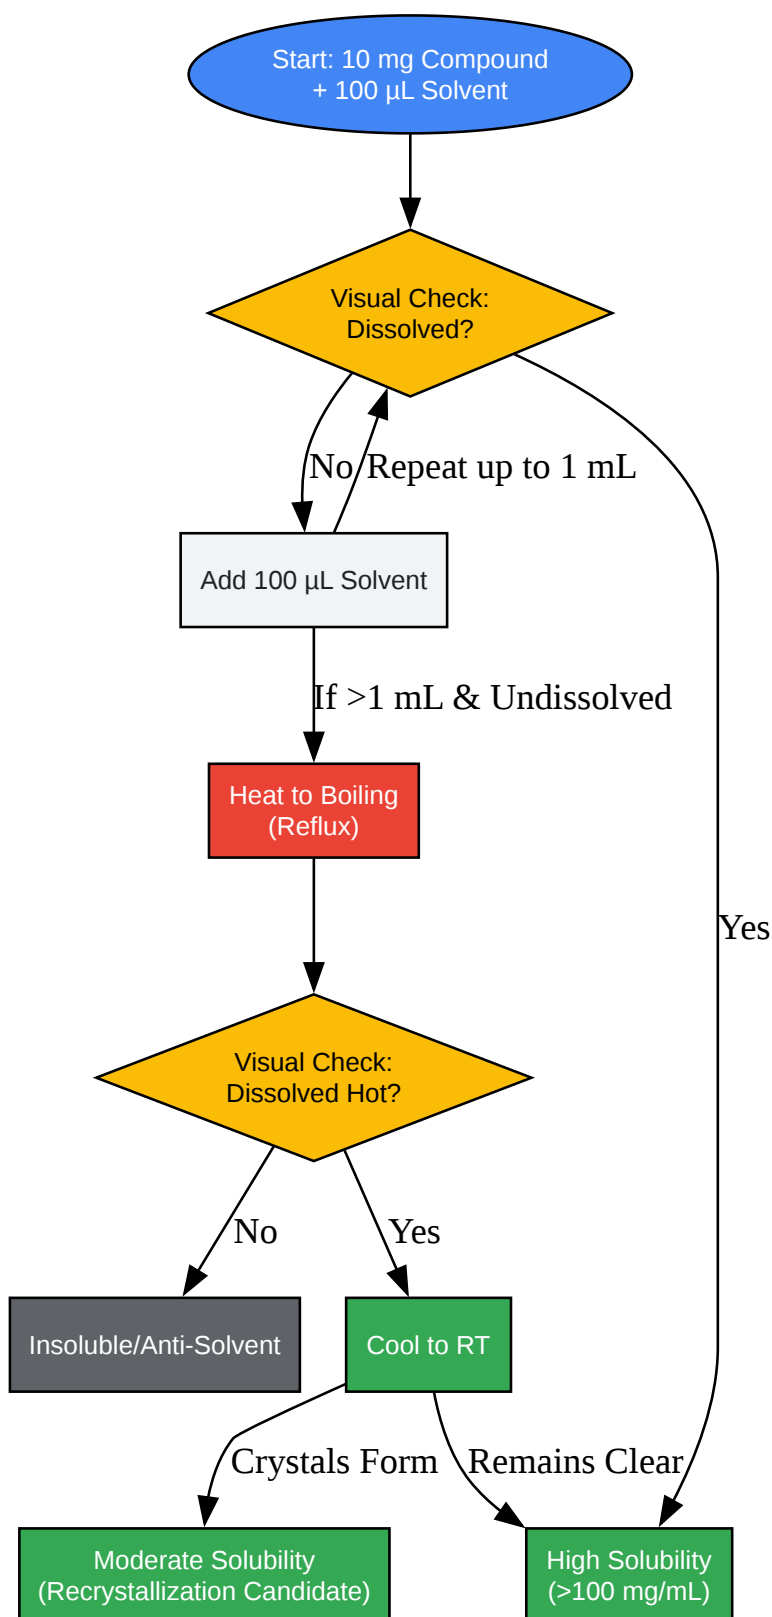 Start: 10 mg Compound
+ 100 µL Solvent
Visual Check:
Dissolved?
No
Repeat up to 1 mL
Add 100 µL Solvent
If >1 mL & Undissolved
Heat to Boiling
(Reflux)
Yes
Visual Check:
Dissolved Hot?
No
Yes
Insoluble/Anti-Solvent
Cool to RT
Crystals Form
Remains Clear
Moderate Solubility
(Recrystallization Candidate)
High Solubility
(>100 mg/mL)